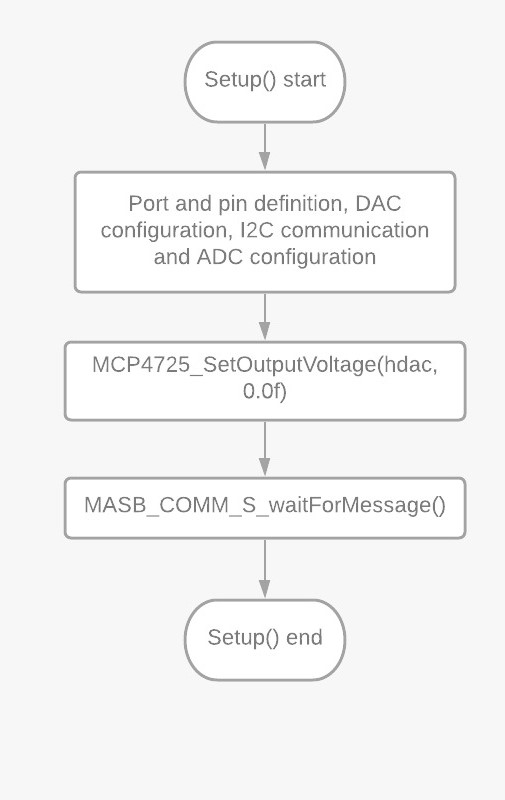 Setup() start
Port and pin definition, DAC
configuration, I2C communication
and ADC configuration
MCP4725_SetOutputVoltage(hdac,
0.0f)
MASB_COMM_S_waitForMessage()
Setup() end